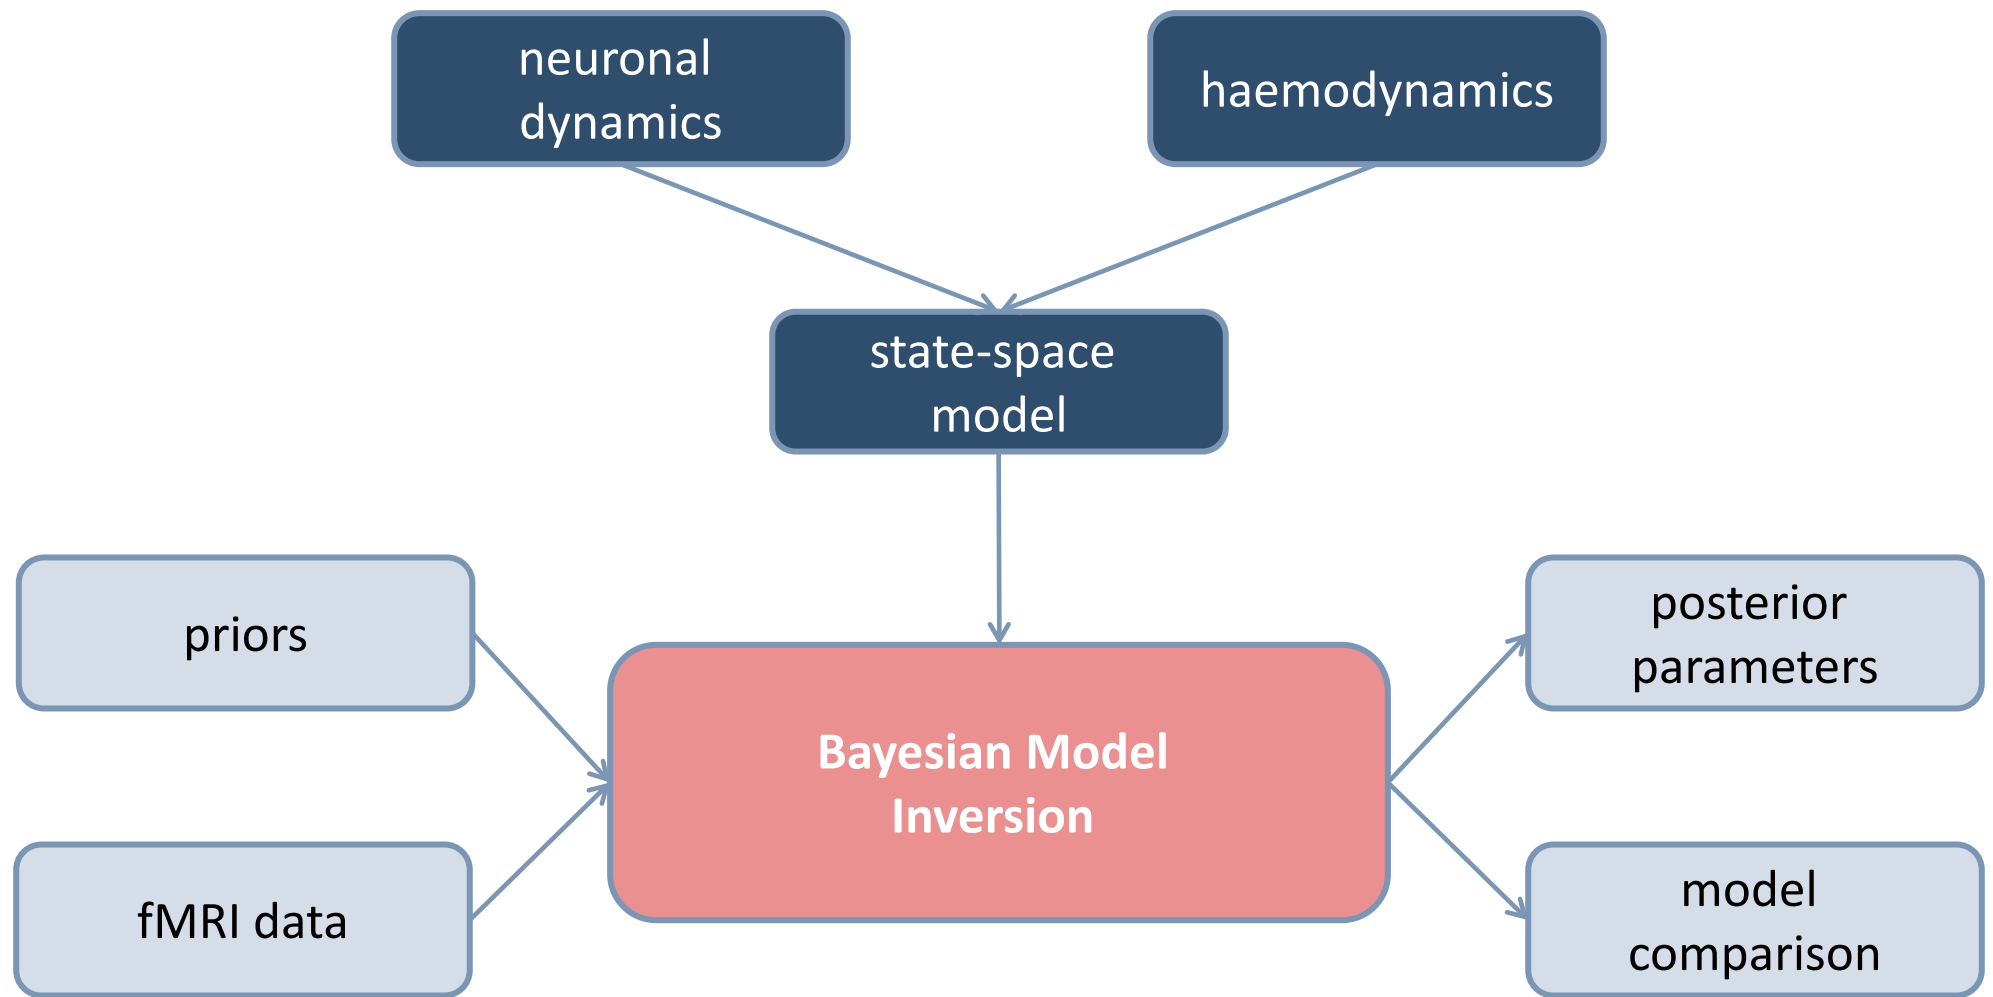 neuronal
dynamics
haemodynamics
state-space
model
priors
posterior
parameters
Bayesian Model
Inversion
fMRI data
model
comparison